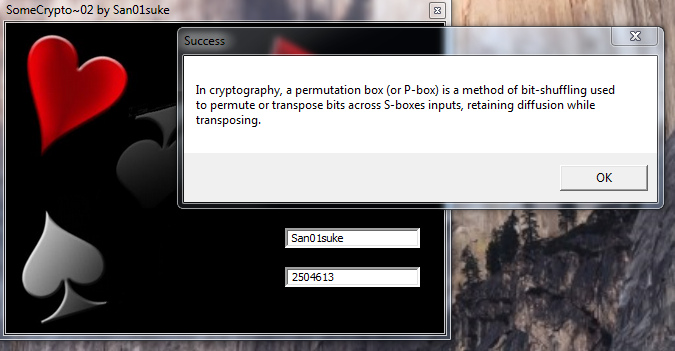 SomeCrypto~02 by San01suke
Success
In cryptography, a permutation box (or P-box) is a method of bit-shuffling used
to permute or transpose bits across S-boxes inputs, retaining diffusion while
transposing.
OK
San01suke
2504613